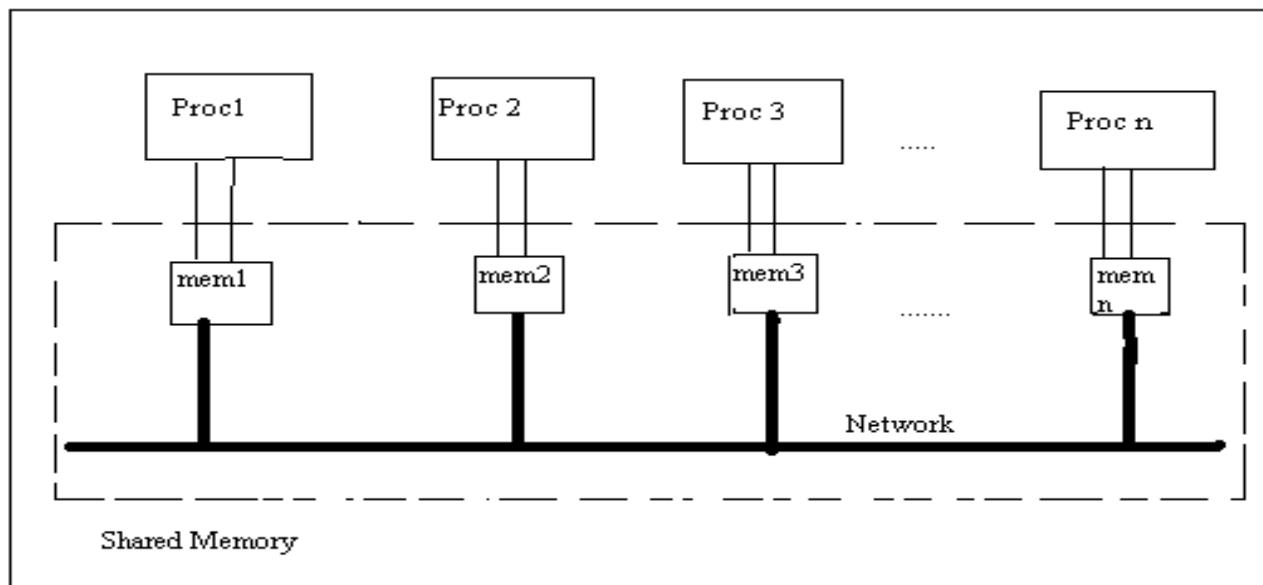 Proc1
Proc 2
Proc 3
.....
Proc n
mem1
mem2
mem3
.......
mem
n
Network
Shared Memory